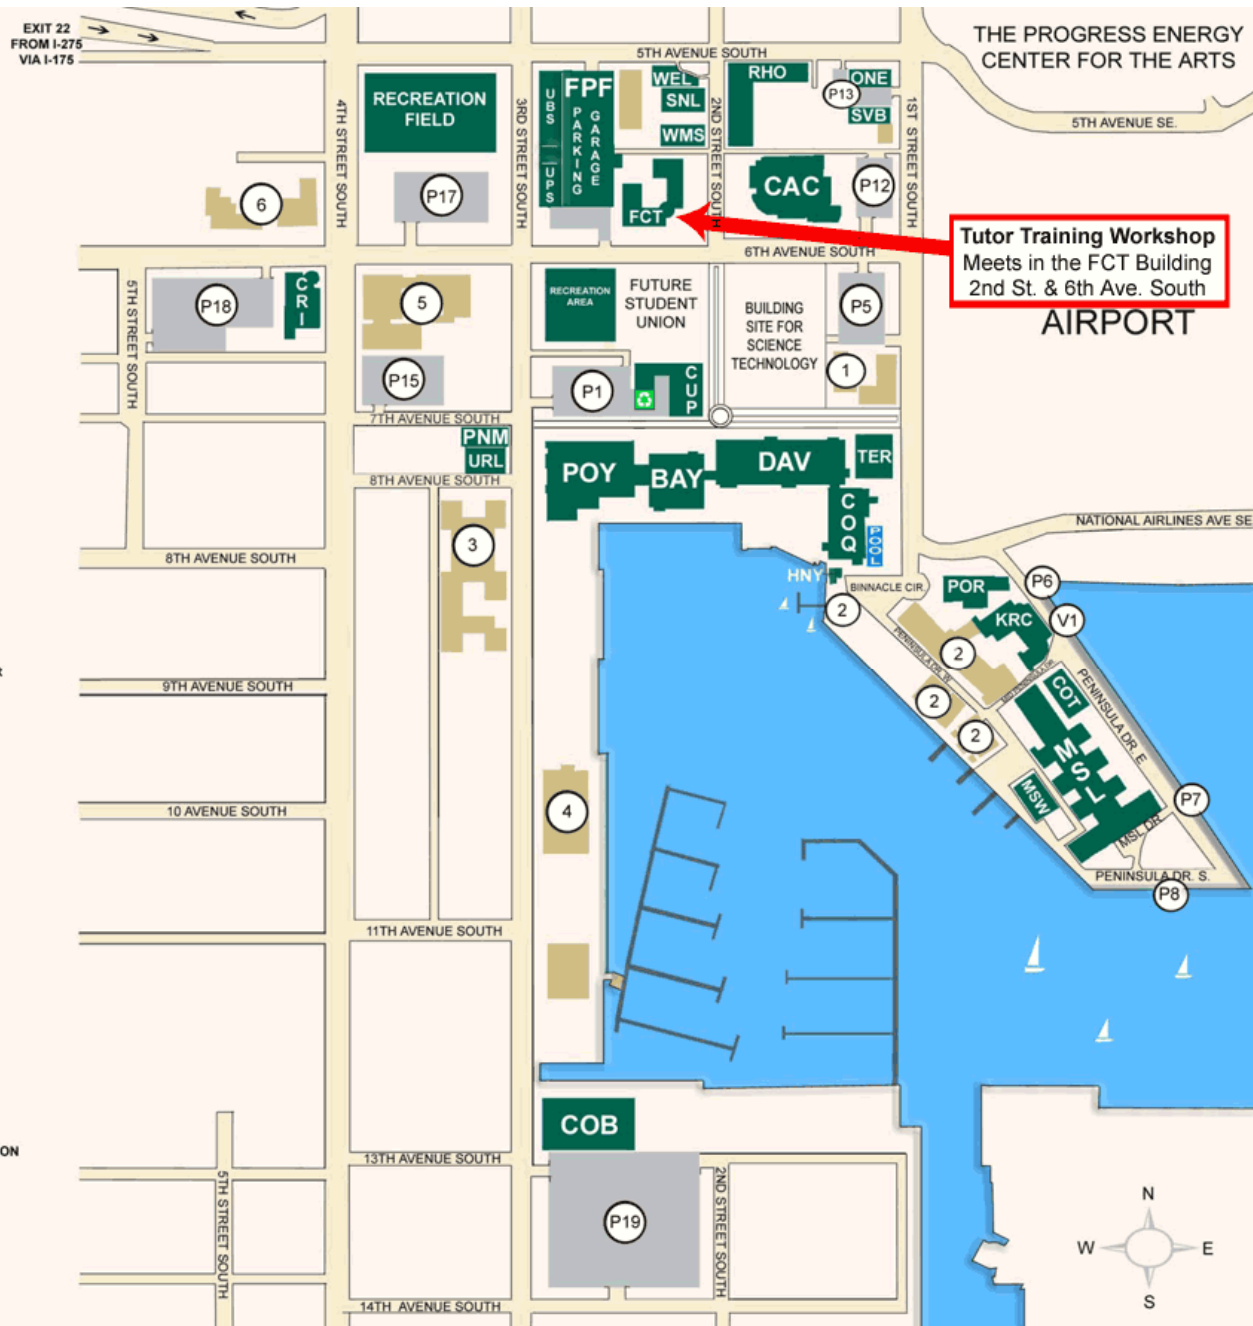 EXIT 22
FROM I-275
VIA I-175
THE PROGRESS ENERGY
CENTER FOR THE ARTS
5TH AVENUE SOUTH
5TH AVENUE SE.
4TH STREET SOUTH
3RD STREET SOUTH
2ND STREET SOUTH
1ST STREET SOUTH
RECREATION
FIELD
UBS
UPS
FPF
PARKING
GARAGE
WEL
SNL
WMS
RHO
P13
ONE
SVB
6
P17
FCT
CAC
P12
Tutor Training Workshop
Meets in the FCT Building
2nd St. & 6th Ave. South
AIRPORT
6TH AVENUE SOUTH
5TH STREET SOUTH
P18
CRI
5
P15
RECREATION
AREA
FUTURE
STUDENT
UNION
BUILDING
SITE FOR
SCIENCE
TECHNOLOGY
P5
1
P1
CUP
7TH AVENUE SOUTH
PNM
URL
8TH AVENUE SOUTH
POY
BAY
DAV
TER
COQ
POOL
HNY
NATIONAL AIRLINES AVE SE
8TH AVENUE SOUTH
3
BINNACLE CIR.
2
POR
P6
KRC
V1
2
PENINSULA DR. W
MID PENINSULA DR
2
2
COT
PENINSULA DR. E
MSL
MSW
P7
MSL DR.
PENINSULA DR. S.
P8
9TH AVENUE SOUTH
10 AVENUE SOUTH
4
11TH AVENUE SOUTH
COB
ON
13TH AVENUE SOUTH
5TH STREET SOUTH
2ND STREET SOUTH
P19
14TH AVENUE SOUTH
N
W
E
S